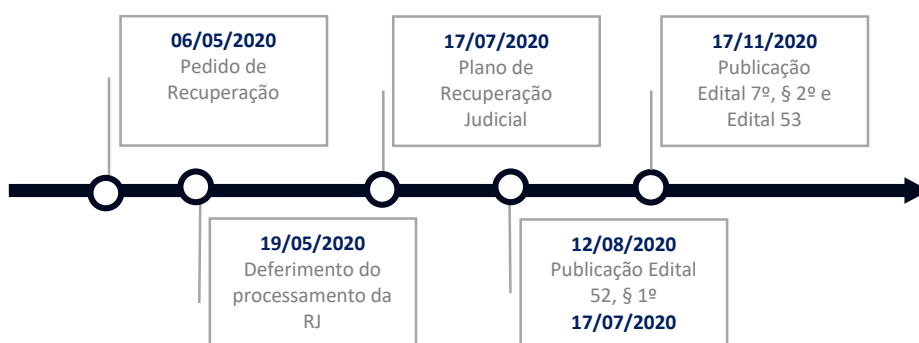 06/05/2020
Pedido de
Recuperação
17/07/2020
Plano de
Recuperação
Judicial
17/11/2020
Publicação
Edital 7º, § 2º e
Edital 53
19/05/2020
Deferimento do
processamento da
RJ
12/08/2020
Publicação Edital
52, § 1º
17/07/2020